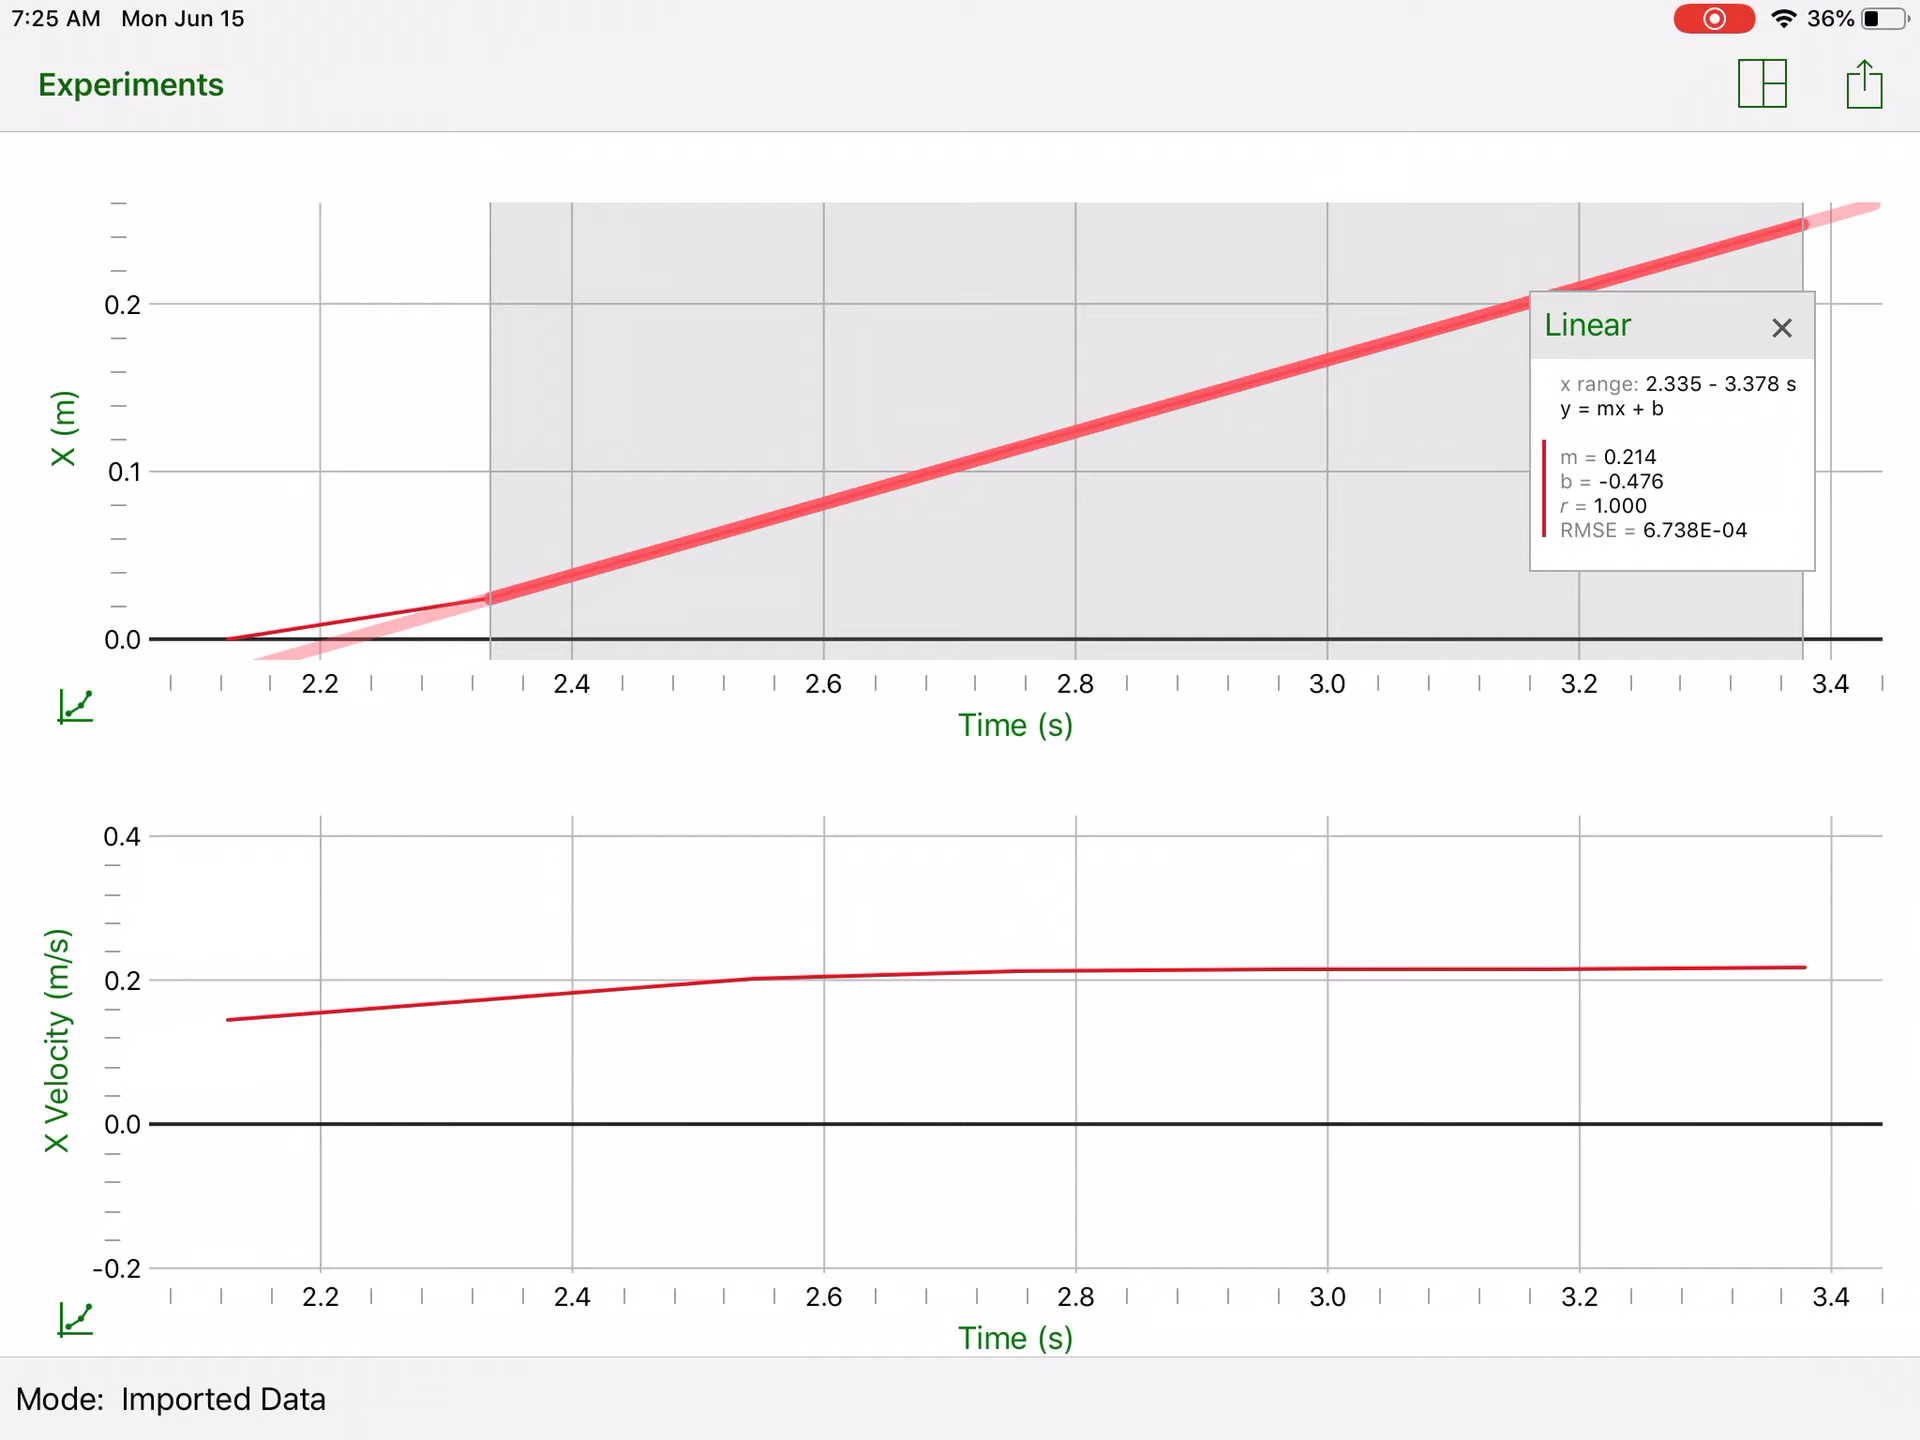 7:25 AM Mon Jun 15
36%
Experiments
X (m)
0.2
0.1
0.0
Linear
x range: 2.335 - 3.378 s
y = mx + b
m = 0.214
b = -0.476
r = 1.000
RMSE = 6.738E-04
2.2 2.4 2.6 2.8 3.0 3.2 3.4
Time (s)
X Velocity (m/s)
0.4
0.2
0.0
-0.2
2.2 2.4 2.6 2.8 3.0 3.2 3.4
Time (s)
Mode: Imported Data